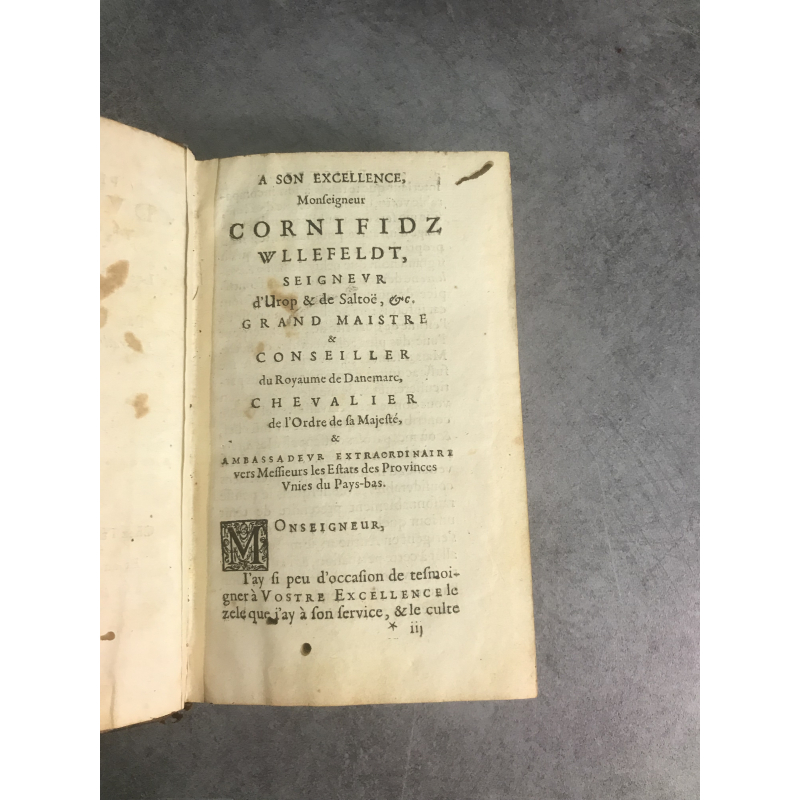 A SON EXCELLENCE,
Monſeigneur
CORNIFIDZ
WLLEFELDT,
SEIGNEVR
d'Urop & de Saltoë, &c.
GRAND MAISTRE
&
CONSEILLER
du Royaume de Danemarc,
CHEVALIER
de l'Ordre de ſa Majeſté,
&
AMBASSADEVR EXTRAORDINAIRE
vers Meſſieurs les Eſtats des Provinces
Vnies du Pays-bas.
MONSEIGNEUR,
I'ay ſi peu d'occaſion de teſmoi-
gner à VOSTRE EXCELLENCE le
zele que j'ay à ſon ſervice, & le culte
* iij